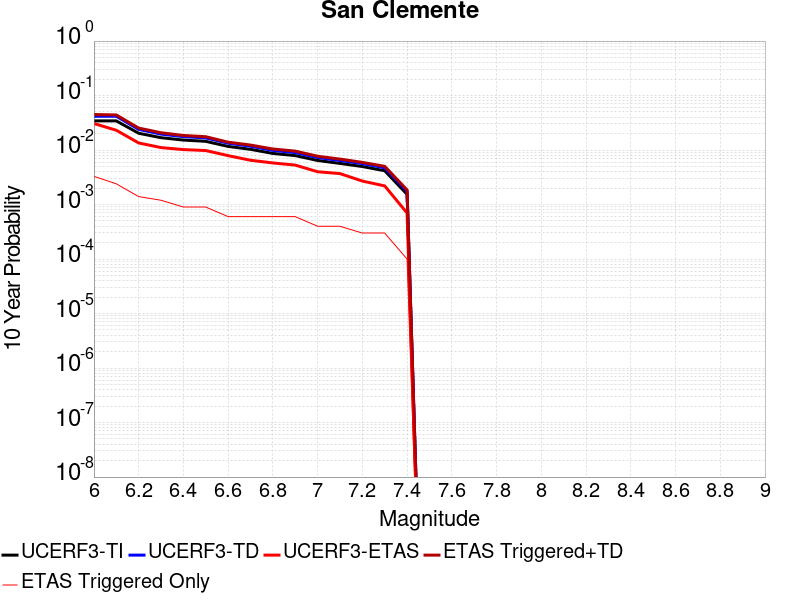 San Clemente
10^0
10^-1
10^-2
10^-3
10^-4
10^-5
10^-6
10^-7
10^-8
10 Year Probability
6 6.2 6.4 6.6 6.8 7 7.2 7.4 7.6 7.8 8 8.2 8.4 8.6 8.8 9
Magnitude
UCERF3-TI UCERF3-TD UCERF3-ETAS ETAS Triggered+TD
ETAS Triggered Only